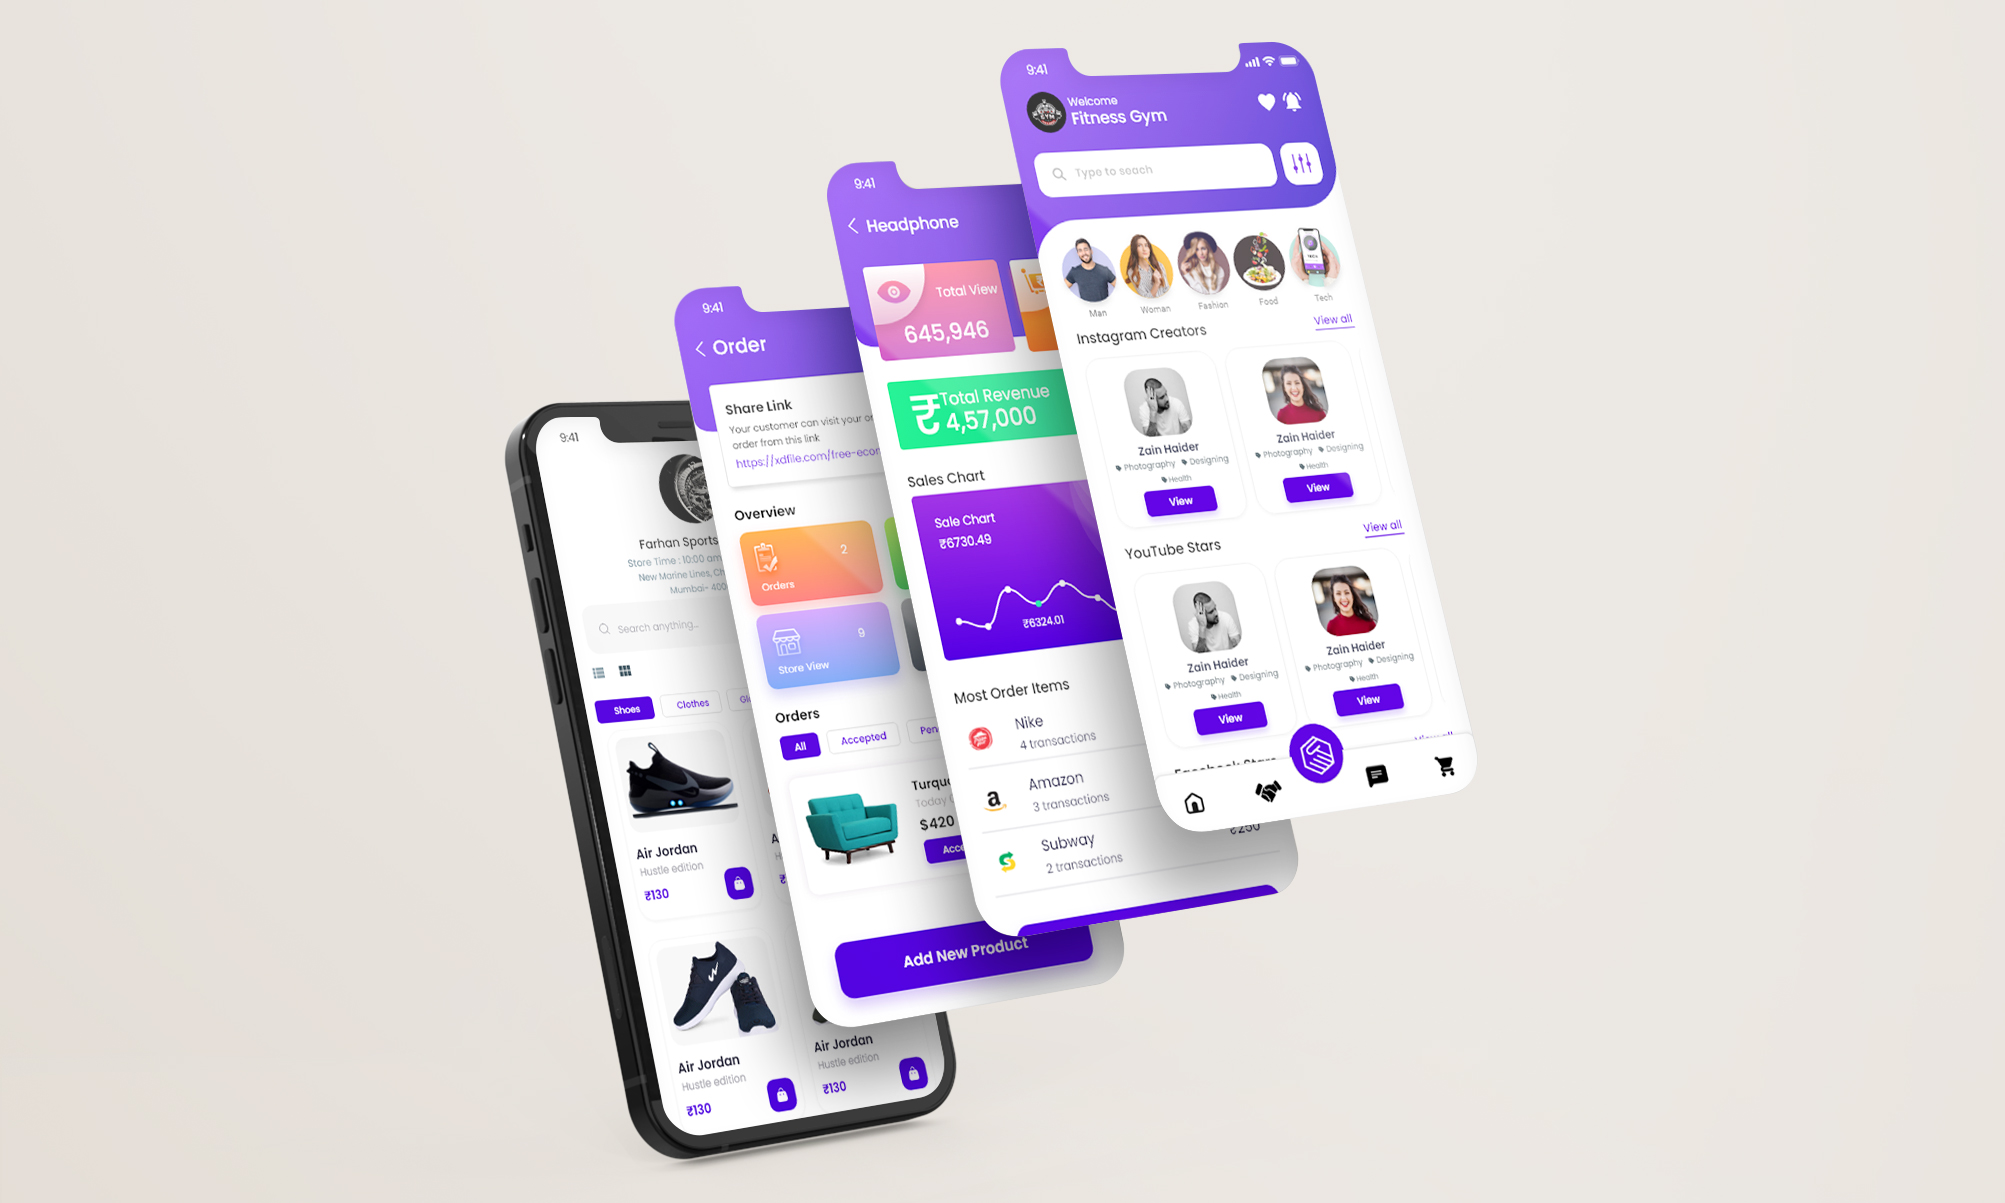 9:41
Welcome
Fitness Gym
Type to seach
Man
Woman
Fashion
Food
Tech
Instagram Creators
View all
Zain Haider
Photography
Designing
Health
View
Zain Haider
Photography
Designing
Health
View
YouTube Stars
View all
Zain Haider
Photography
Designing
Health
View
Zain Haider
Photography
Designing
Health
View
9:41
Headphone
Total View
645,946
₹
Total Revenue
4,57,000
Sales Chart
Sale Chart
₹6730.49
₹6324.01
Most Order Items
Nike
4 transactions
Amazon
3 transactions
Subway
2 transactions
₹250
9:41
Order
Share Link
Your customer can visit your
order from this link
https://xdfile.com/free-eco
Overview
2
Orders
9
Store View
Orders
All
Accepted
Today
$420
Add New Product
9:41
Farhan Sports
Store Time : 10:00 am
New Marine Lines,
Mumbai-
Search anything...
Shoes
Clothes
Air Jordan
Hustle edition
₹130
Air Jordan
Hustle edition
₹130
Air Jordan
Hustle edition
₹130